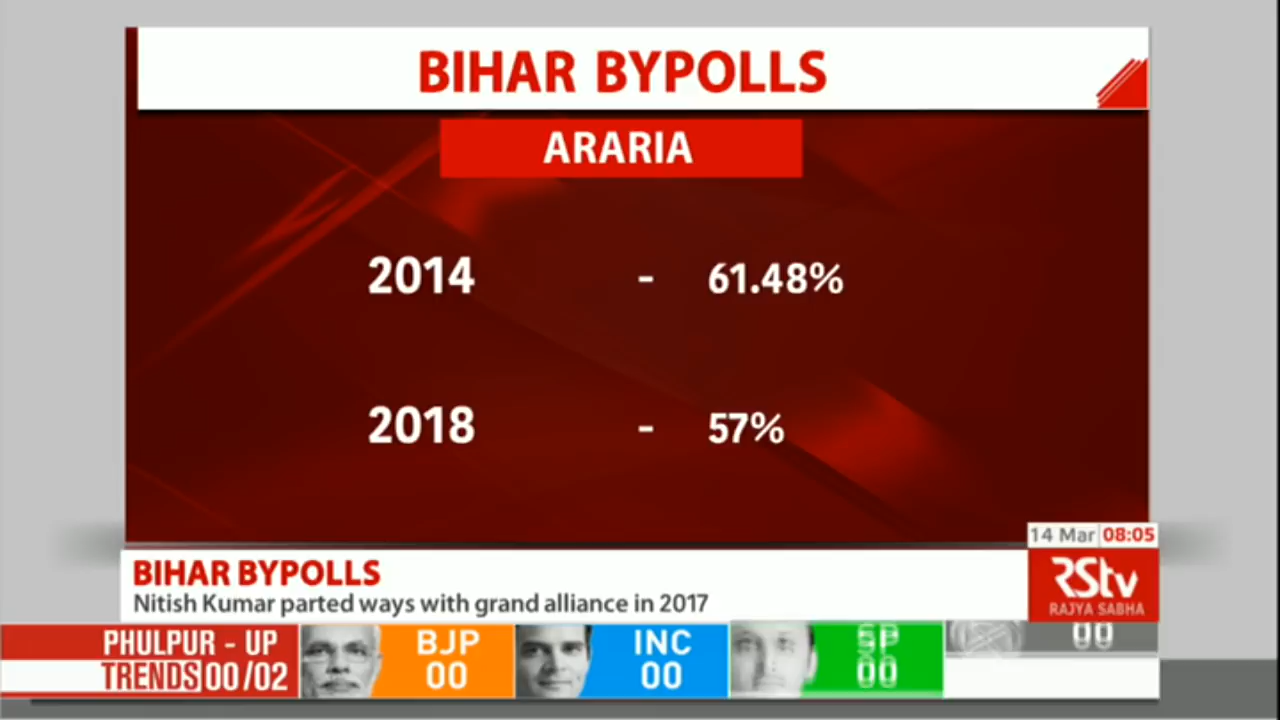 BIHAR BYPOLLS
ARARIA
2014 - 61.48%
2018 - 57%
14 Mar 08:05
BIHAR BYPOLLS
Nitish Kumar parted ways with grand alliance in 2017
RStv
RAJYA SABHA
PHULPUR - UP
TRENDS 00/02
BJP
00
INC
00
SP
00
00